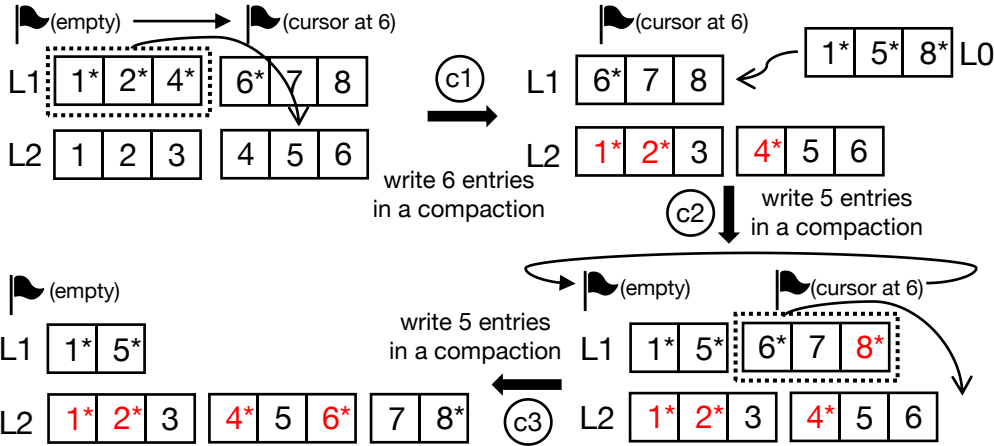 (empty) (cursor at 6)
L1 1* 2* 4* 6* 7 8
L2 1 2 3 4 5 6
c1
write 6 entries
in a compaction
(cursor at 6)
1* 5* 8* L0
L1 6* 7 8
L2 1* 2* 3 4* 5 6
c2
write 5 entries
in a compaction
(empty) (cursor at 6)
L1 1* 5* 6* 7 8*
L2 1* 2* 3 4* 5 6
write 5 entries
in a compaction
c3
(empty)
L1 1* 5*
L2 1* 2* 3 4* 5 6* 7 8*